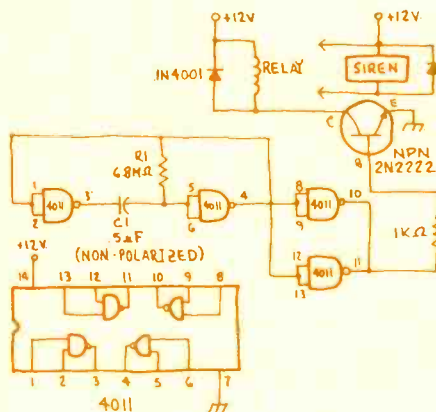 +12V
+12V
1N4001
RELAY
SIREN
C
E
B
NPN
2N2222
R1
6.8MΩ
1
2
4011
3
C1
5µF
(NON-POLARIZED)
5
6
4011
4
8
9
4011
10
12
13
4011
11
1KΩ
+12V
14
13
12
11
10
9
8
1
2
3
4
5
6
7
4011